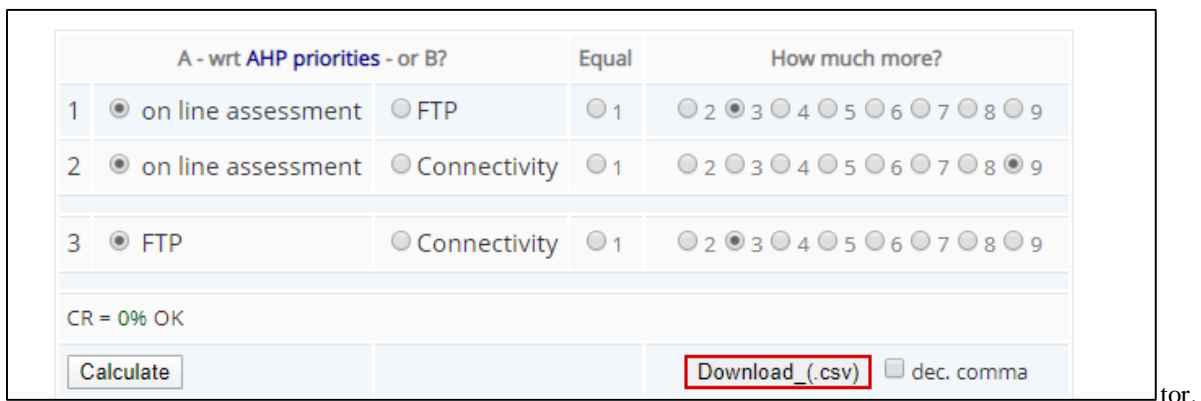 A - wrt AHP priorities - or B? Equal How much more?
1 on line assessment FTP 1 2 3 4 5 6 7 8 9
2 on line assessment Connectivity 1 2 3 4 5 6 7 8 9
3 FTP Connectivity 1 2 3 4 5 6 7 8 9
CR = 0% OK
Calculate Download_(.csv) dec. comma
tor.